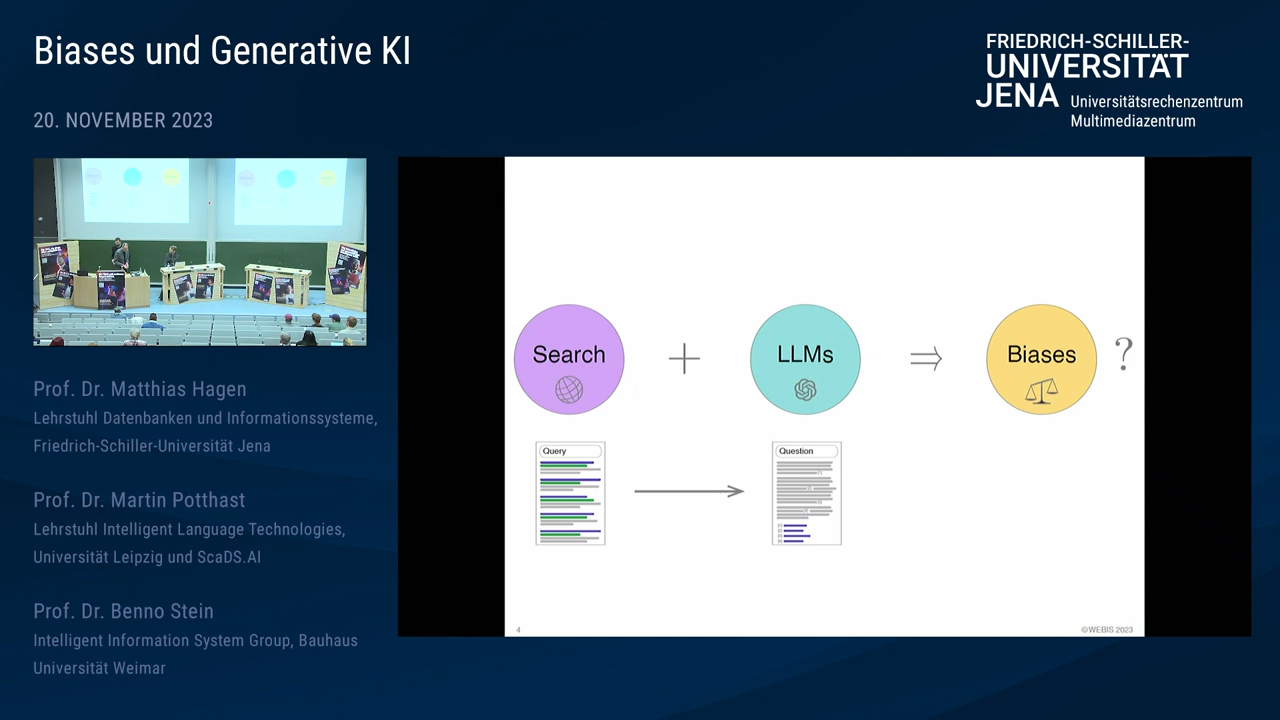 Biases und Generative KI
20. NOVEMBER 2023
FRIEDRICH-SCHILLER-
UNIVERSITÄT
JENA
Universitätsrechenzentrum
Multimediazentrum
Prof. Dr. Matthias Hagen
Lehrstuhl Datenbanken und Informationssysteme,
Friedrich-Schiller-Universität Jena
Prof. Dr. Martin Potthast
Lehrstuhl Intelligent Language Technologies,
Universität Leipzig und ScaDS.AI
Prof. Dr. Benno Stein
Intelligent Information System Group, Bauhaus
Universität Weimar
Search + LLMs ⇒ Biases ?
Query
Question
4
©WEBIS 2023